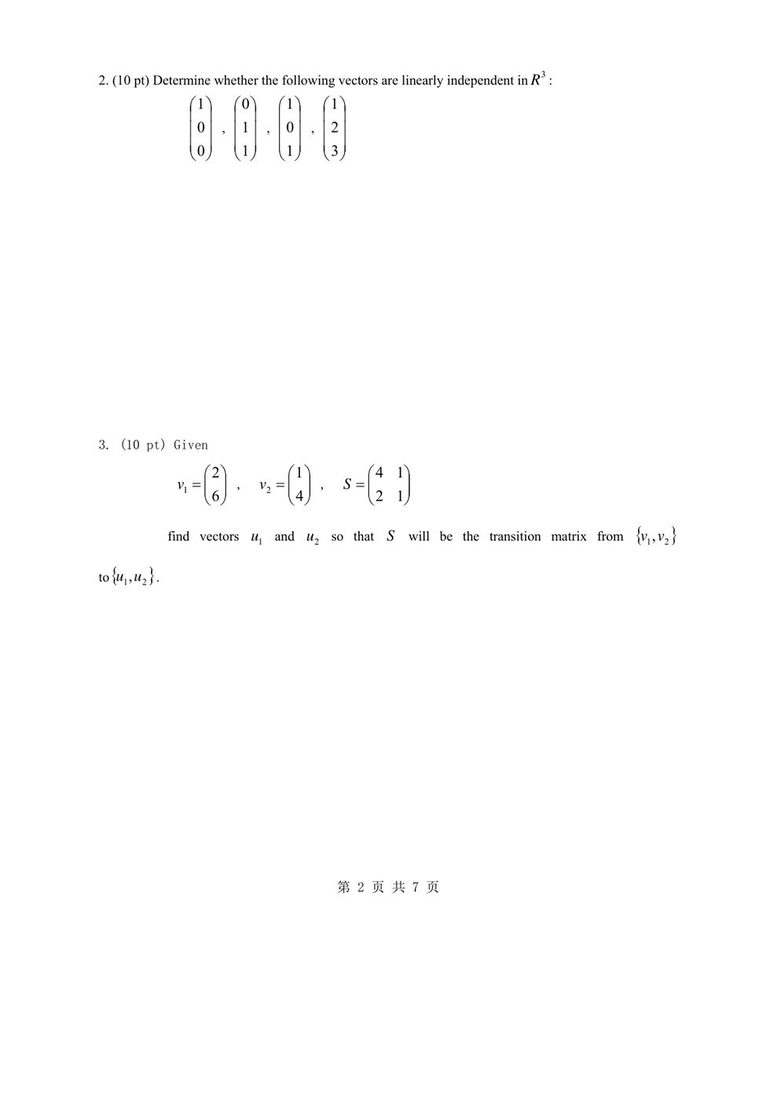 2. (10 pt) Determine whether the following vectors are linearly independent in R³ :
(1 0 0) , (0 1 1) , (1 0 1) , (1 2 3)
3. (10 pt) Given
v₁ = (2 6) , v₂ = (1 4) , S = (4 1 2 1)
find vectors u₁ and u₂ so that S will be the transition matrix from {v₁,v₂}
to {u₁,u₂}.
第 2 页 共 7 页